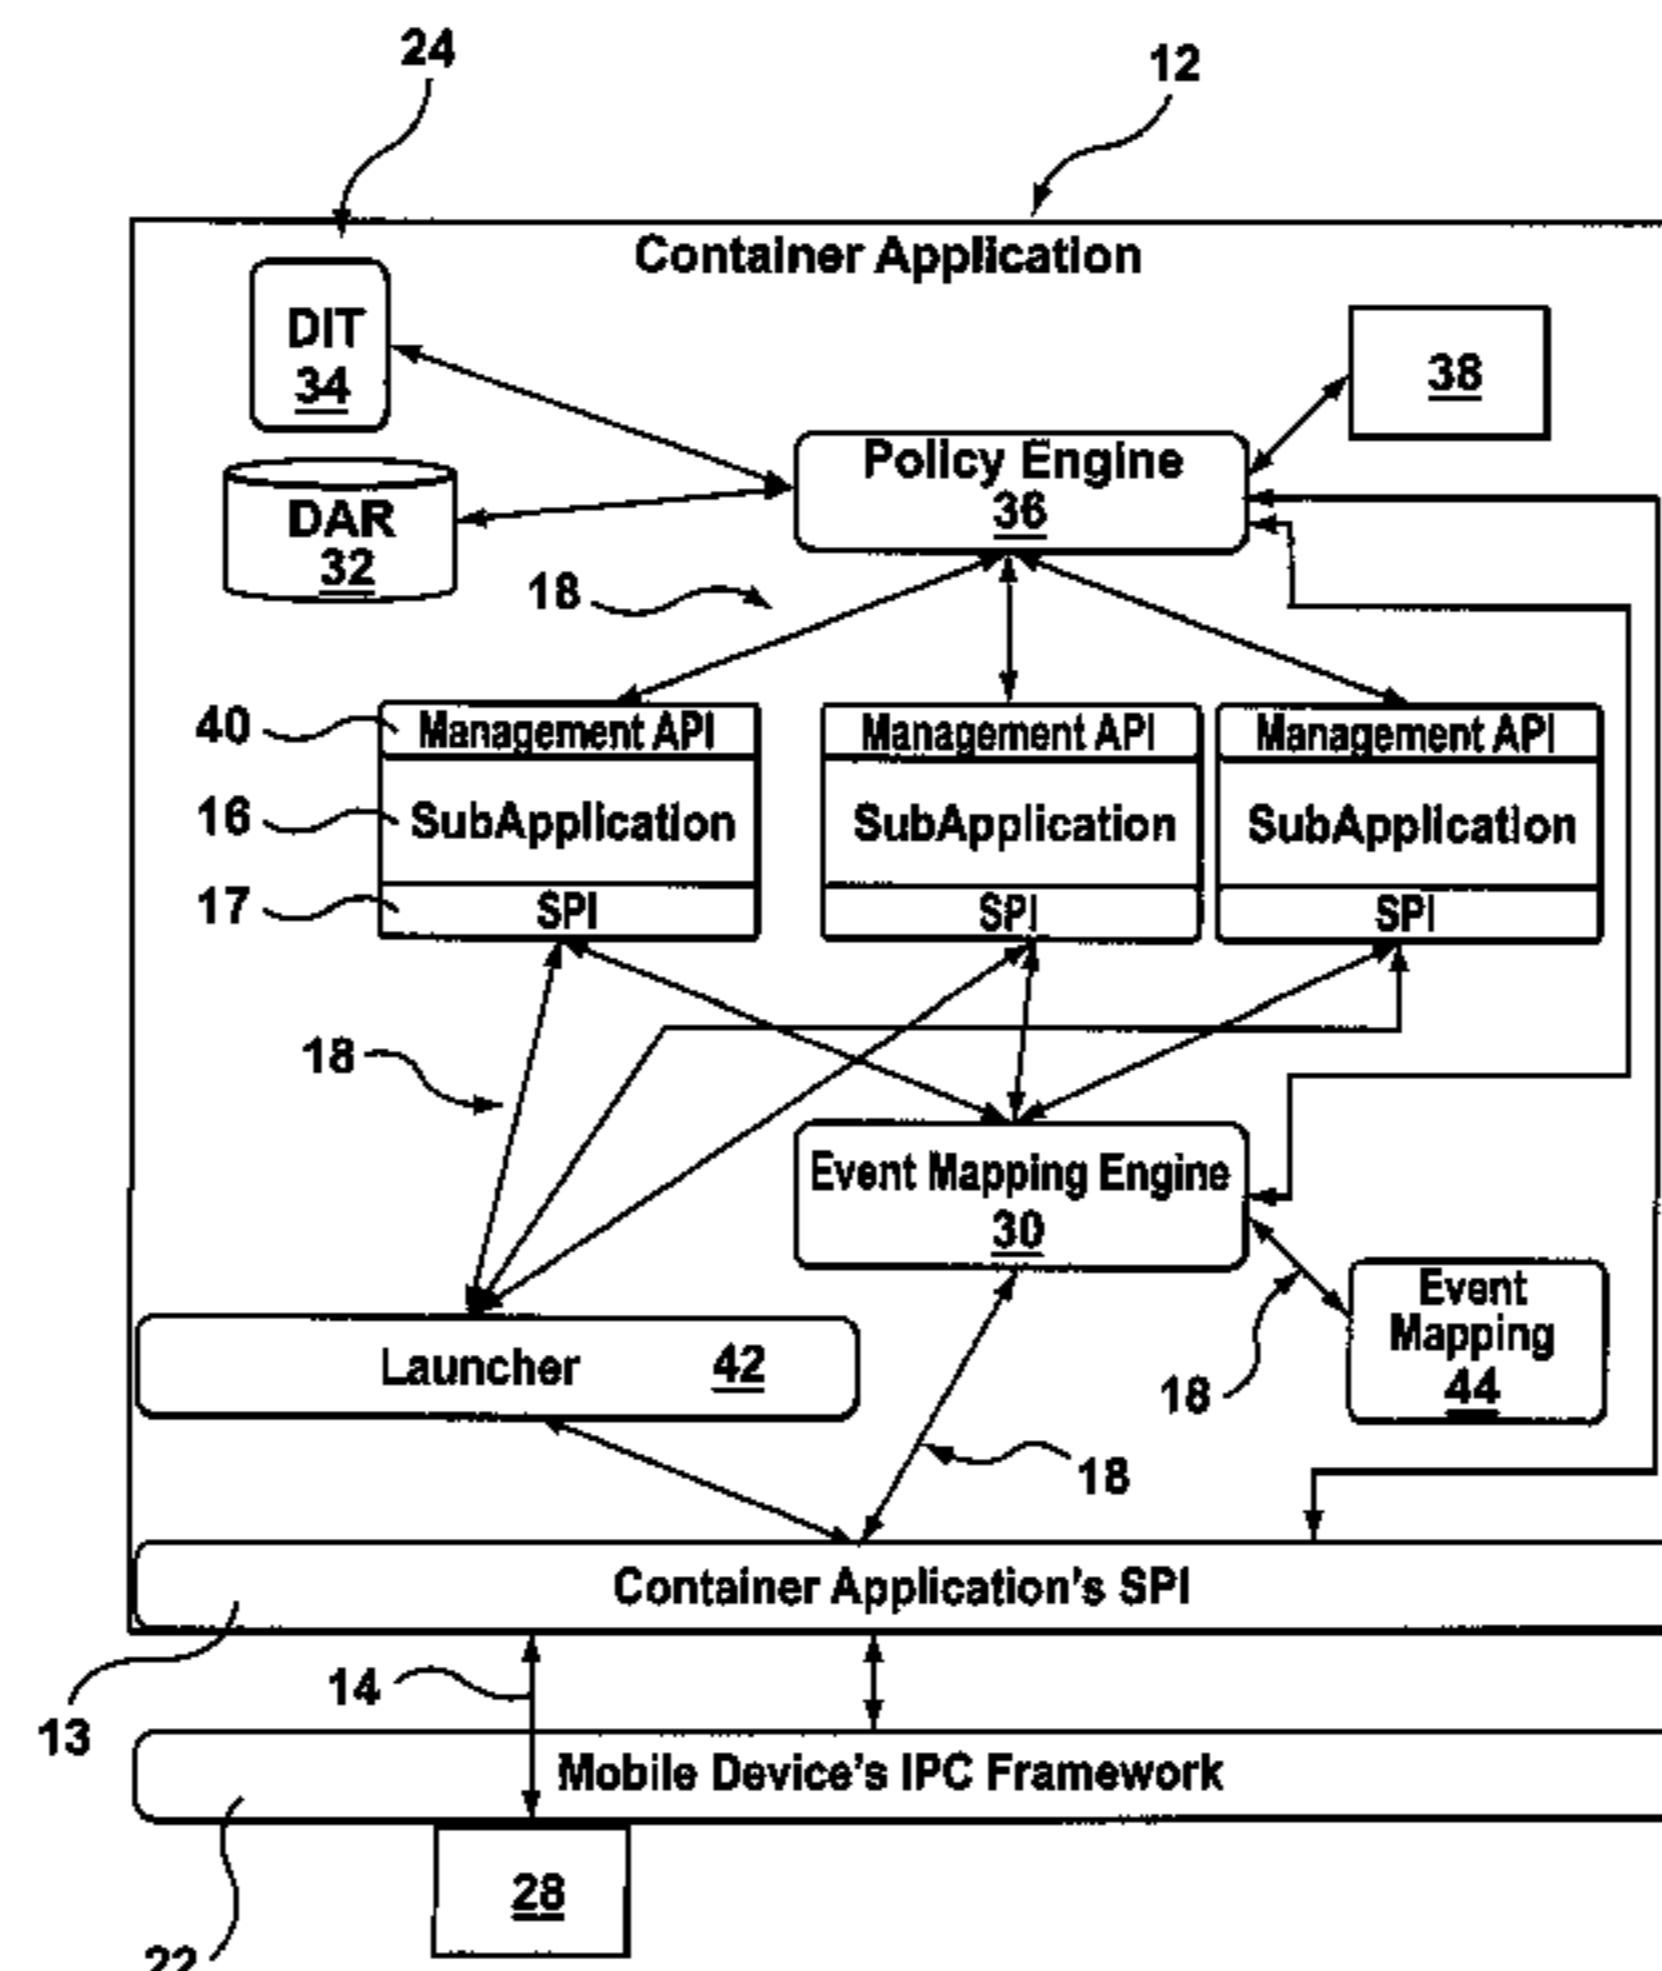 24
12
Container Application
DIT
34
38
Policy Engine
36
DAR
32
18
40
Management API
Management API
Management API
16
SubApplication
SubApplication
SubApplication
17
SPI
SPI
SPI
18
Event Mapping Engine
30
Event
Mapping
44
Launcher 42
18
18
Container Application's SPI
14
13
Mobile Device's IPC Framework
28
22